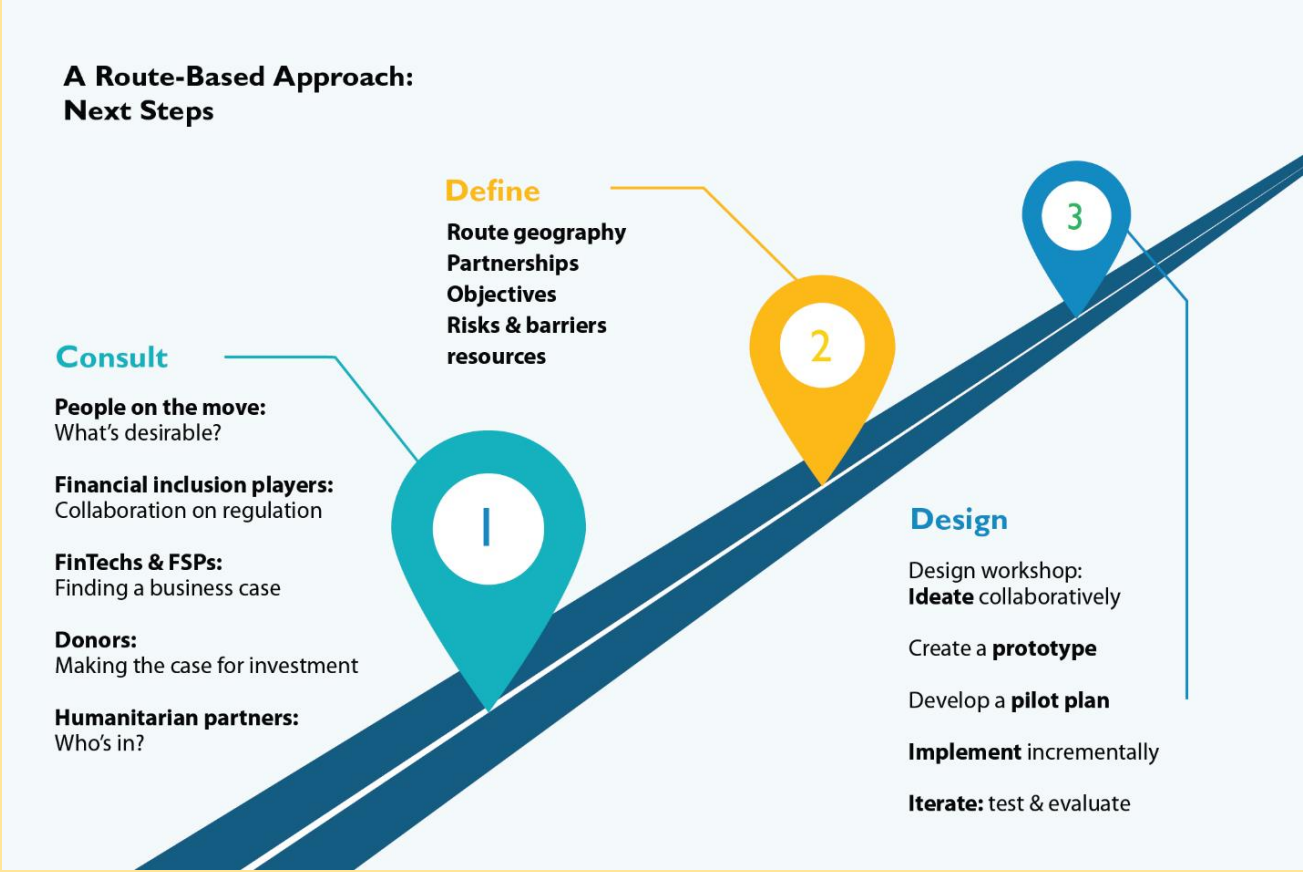 A Route-Based Approach:
Next Steps
Consult
People on the move:
What's desirable?
Financial inclusion players:
Collaboration on regulation
FinTechs & FSPs:
Finding a business case
Donors:
Making the case for investment
Humanitarian partners:
Who's in?
1
Define
Route geography
Partnerships
Objectives
Risks & barriers
resources
2
3
Design
Design workshop:
Ideate collaboratively
Create a prototype
Develop a pilot plan
Implement incrementally
Iterate: test & evaluate